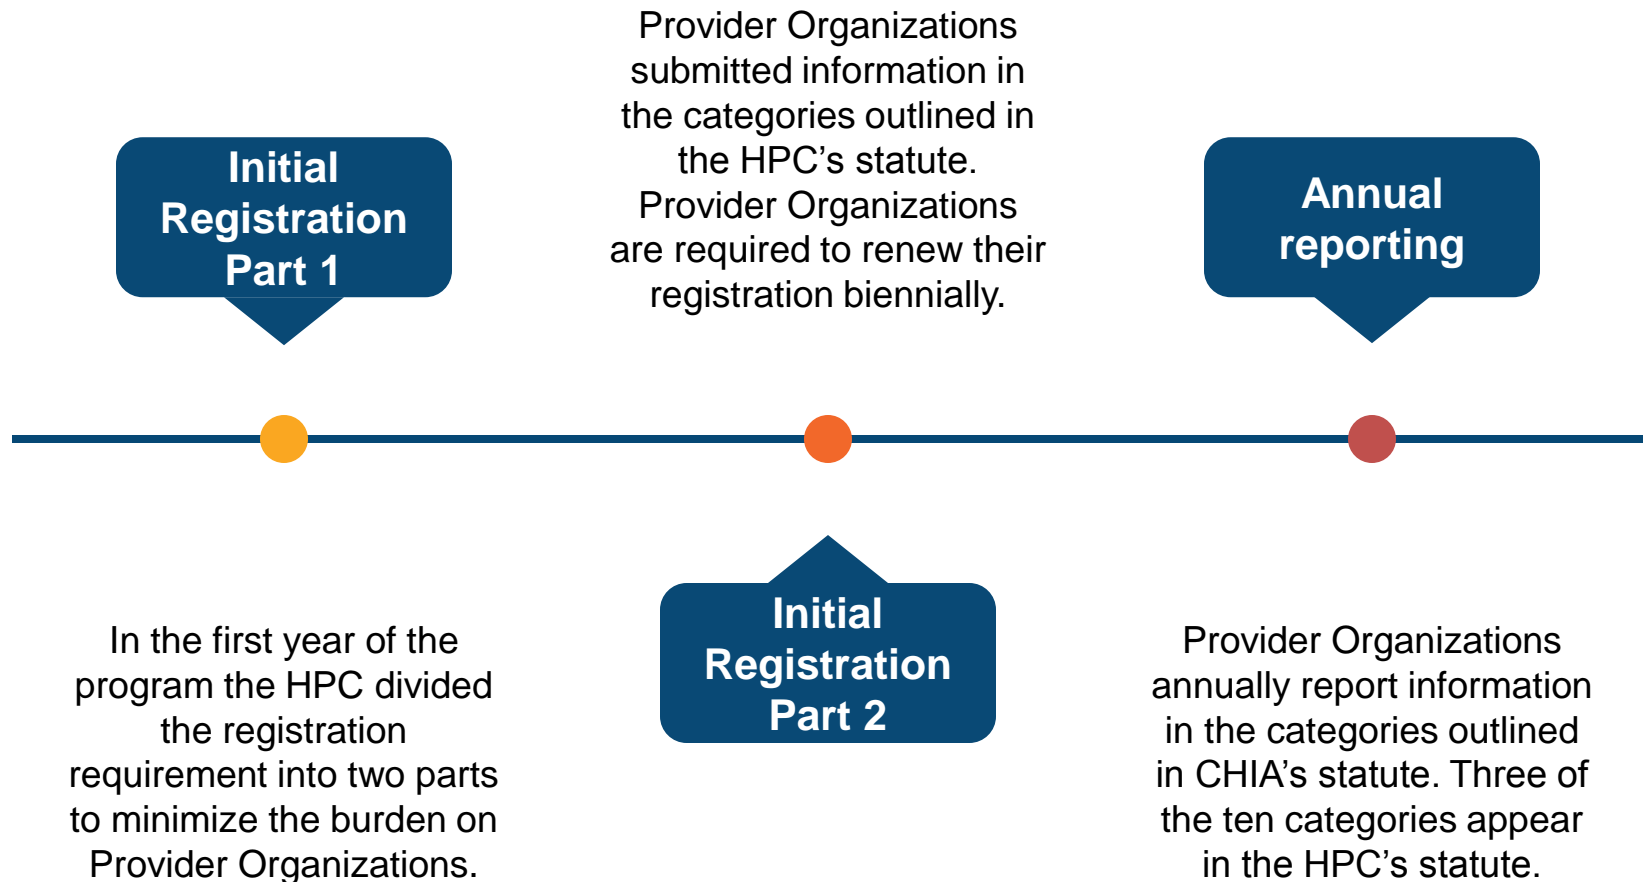 Initial
Registration
Part 1
In the first year of the
program the HPC divided
the registration
requirement into two parts
to minimize the burden on
Provider Organizations.
Provider Organizations
submitted information in
the categories outlined in
the HPC’s statute.
Provider Organizations
are required to renew their
registration biennially.
Initial
Registration
Part 2
Annual
reporting
Provider Organizations
annually report information
in the categories outlined
in CHIA’s statute. Three of
the ten categories appear
in the HPC’s statute.